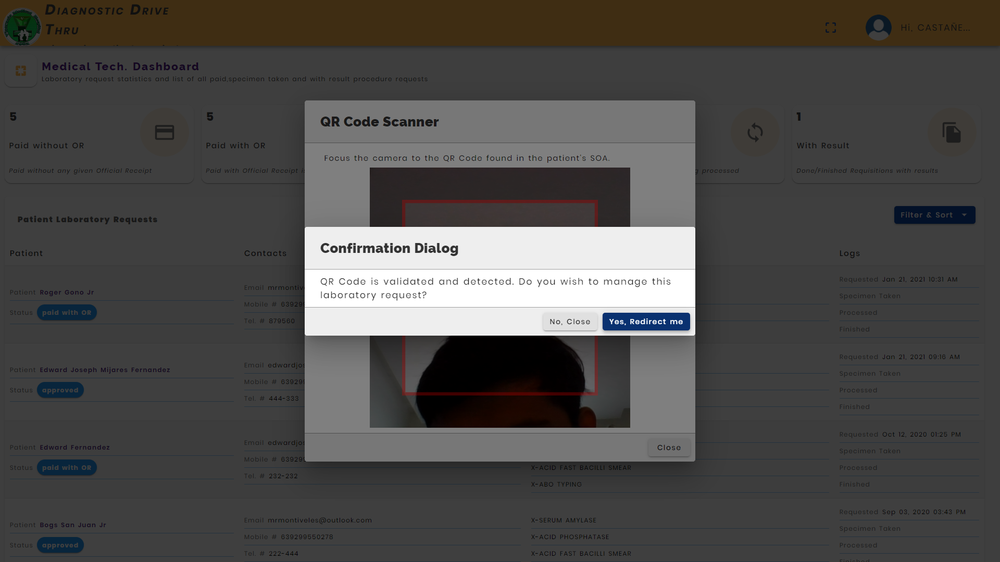 Diagnostic Drive
Thru
Hi, CASTAÑE...
Medical Tech. Dashboard
Laboratory request statistics and list of all paid,specimen taken and with result procedure requests
5
Paid without OR
Paid without any given Official Receipt
5
Paid with OR
Paid with Official Receipt
processed
1
With Result
Done/Finished Requisitions with results
QR Code Scanner
Focus the camera to the QR Code found in the patient's SOA.
Confirmation Dialog
QR Code is validated and detected. Do you wish to manage this
laboratory request?
No, Close
Yes, Redirect me
Close
Patient Laboratory Requests
Filter & Sort
Patient
Contacts
Logs
Patient Roger Gono Jr
Status paid with OR
Email
Mobile #
Tel. # 879560
Requested Jan 21, 2021 10:31 AM
Specimen Taken
Processed
Finished
Patient Edward Joseph Mijares Fernandez
Status approved
Email
Mobile #
Tel. # 444-333
Requested Jan 21, 2021 09:16 AM
Specimen Taken
Processed
Finished
Patient Edward Fernandez
Status paid with OR
Email
Mobile #
Tel. # 232-232
X-ACID FAST BACILLI SMEAR
X-ABO TYPING
Requested Oct 12, 2020 01:25 PM
Specimen Taken
Processed
Finished
Patient Bogs San Juan Jr
Status approved
Email mrmontiveles@outlook.com
Mobile # 639299550278
Tel. # 222-444
X-SERUM AMYLASE
X-ACID PHOSPHATASE
X-ACID FAST BACILLI SMEAR
Requested Sep 03, 2020 03:43 PM
Specimen Taken
Processed